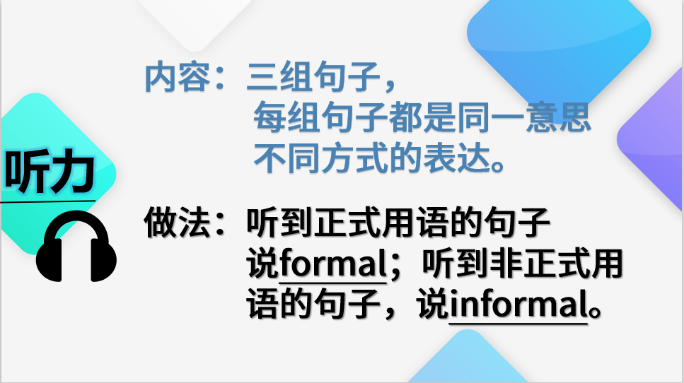 听力
内容：三组句子，
每组句子都是同一意思
不同方式的表达。
做法：听到正式用语的句子
说formal；听到非正式用
语的句子，说informal。